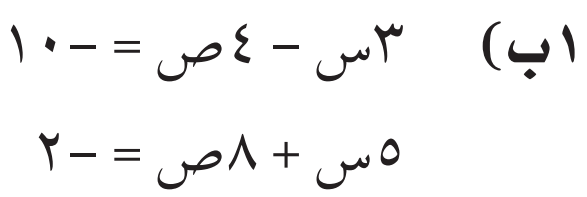 ١ب) ٣س − ٤ص = −١٠
٥س + ٨ص = −٢